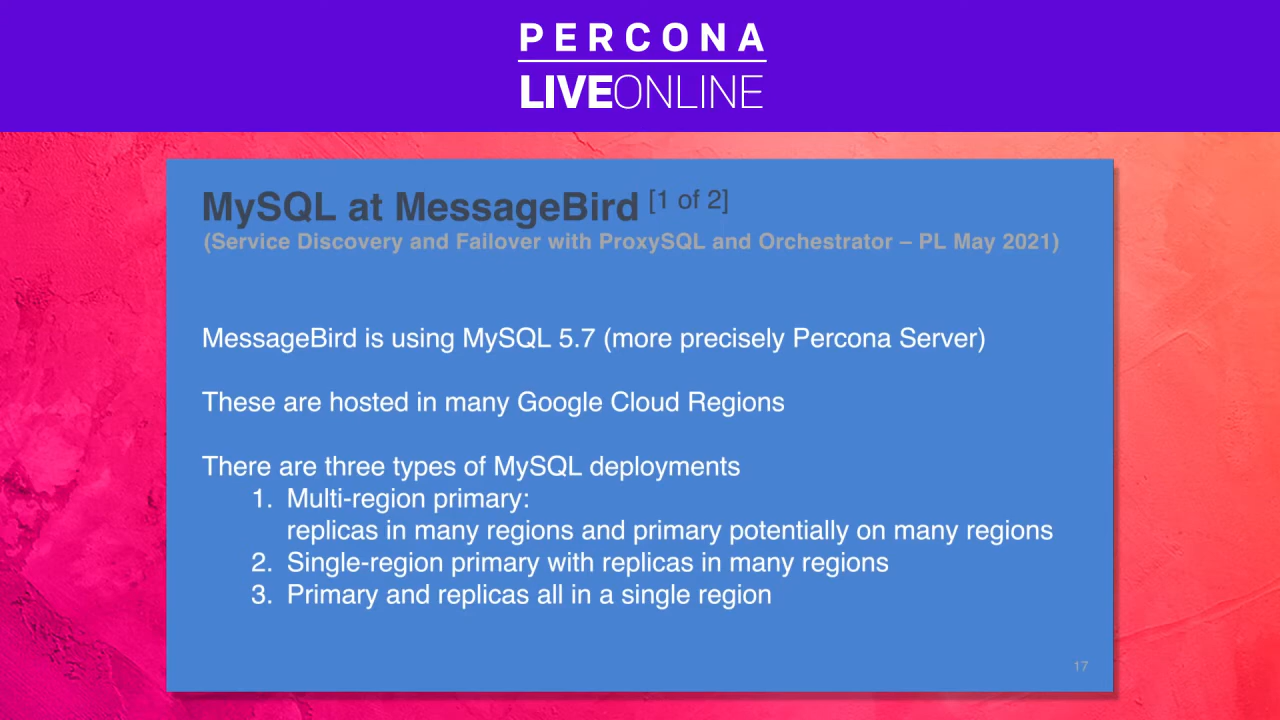 PERCONA
LIVEONLINE
MySQL at MessageBird [1 of 2]
(Service Discovery and Failover with ProxySQL and Orchestrator – PL May 2021)
MessageBird is using MySQL 5.7 (more precisely Percona Server)
These are hosted in many Google Cloud Regions
There are three types of MySQL deployments
1. Multi-region primary:
replicas in many regions and primary potentially on many regions
2. Single-region primary with replicas in many regions
3. Primary and replicas all in a single region
17